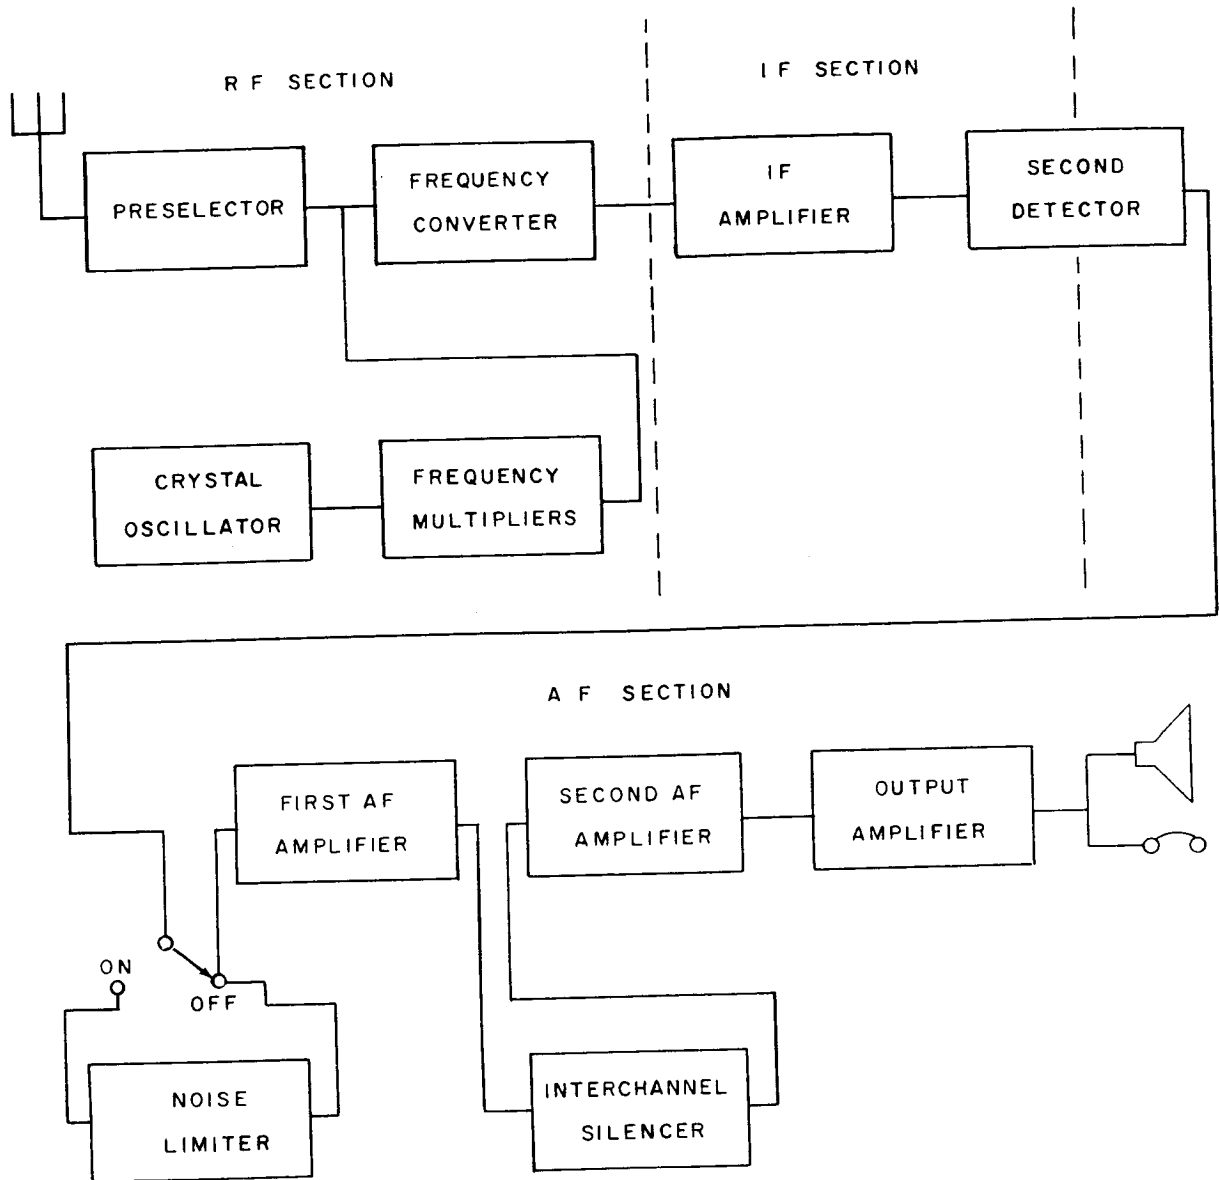 RF SECTION
IF SECTION
PRESELECTOR
FREQUENCY
CONVERTER
IF
AMPLIFIER
SECOND
DETECTOR
CRYSTAL
OSCILLATOR
FREQUENCY
MULTIPLIERS
AF SECTION
FIRST AF
AMPLIFIER
SECOND AF
AMPLIFIER
OUTPUT
AMPLIFIER
ON
OFF
NOISE
LIMITER
INTERCHANNEL
SILENCER